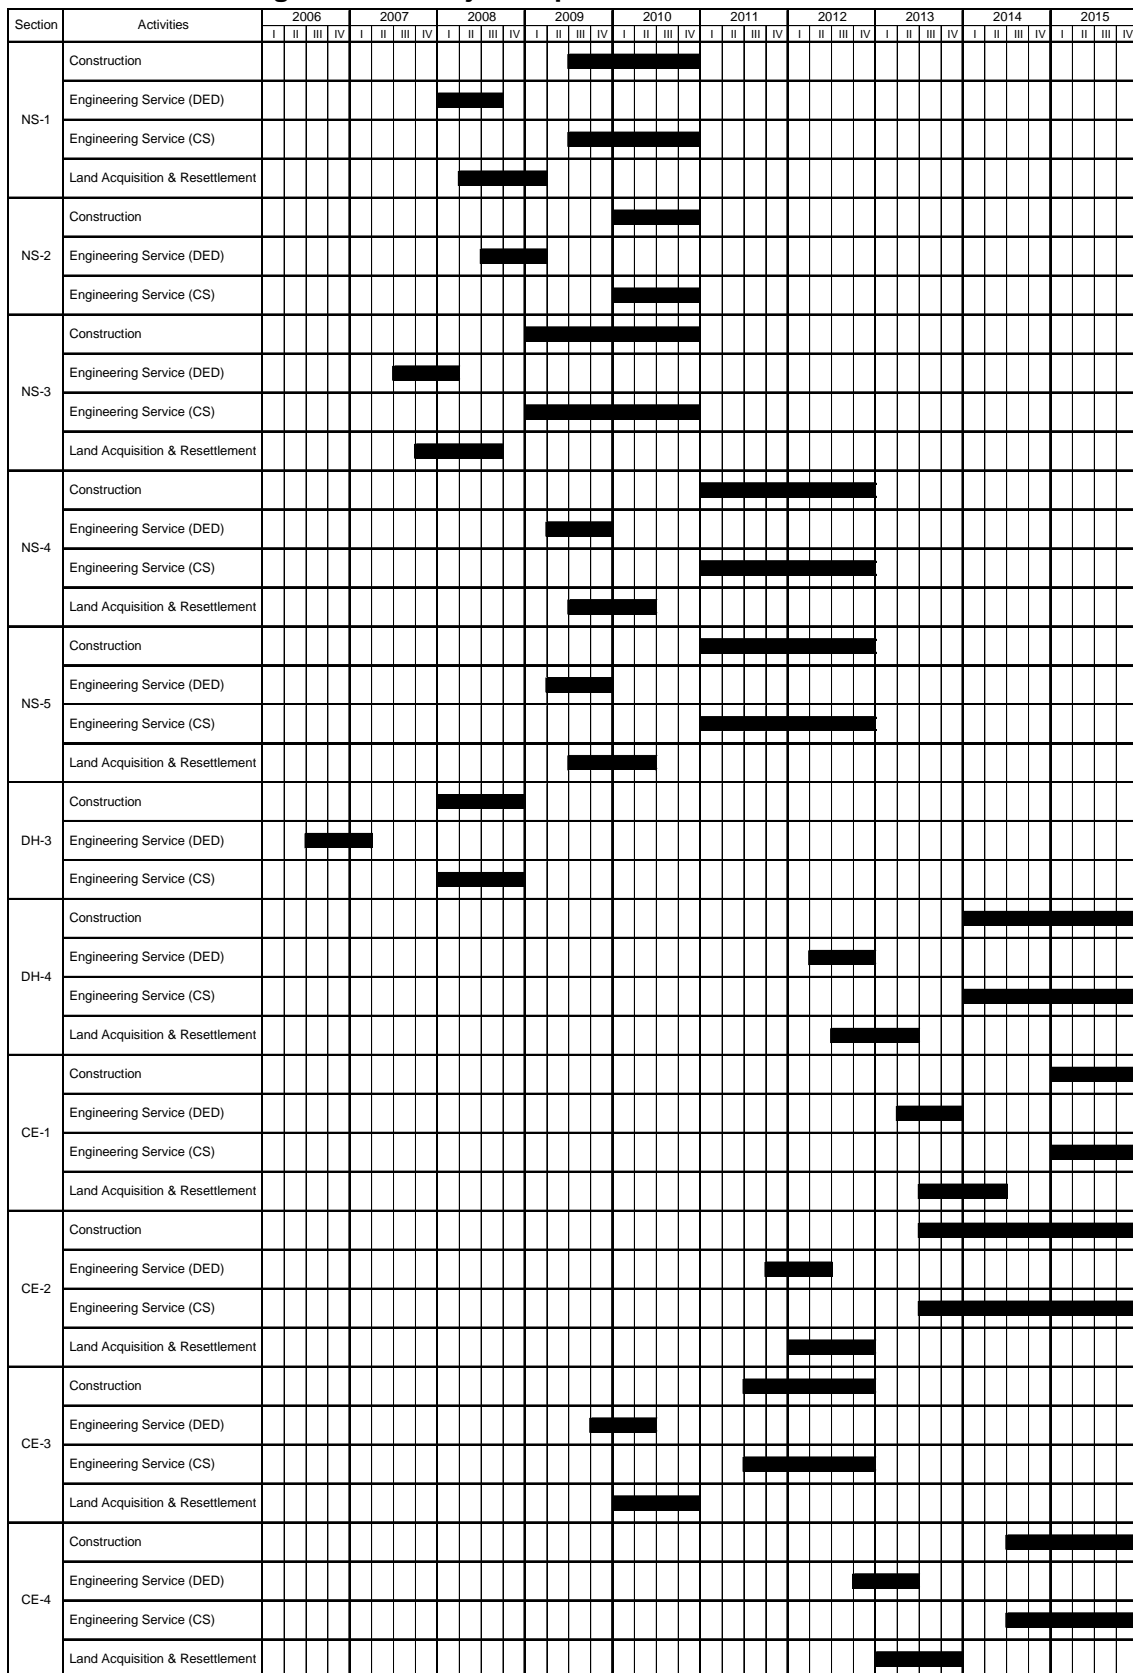 Section Activities 2006 2007 2008 2009 2010 2011 2012 2013 2014 2015
I II III IV I II III IV I II III IV I II III IV I II III IV I II III IV I II III IV I II III IV I II III IV I II III IV
NS-1
Construction
Engineering Service (DED)
Engineering Service (CS)
Land Acquisition & Resettlement
NS-2
Construction
Engineering Service (DED)
Engineering Service (CS)
NS-3
Construction
Engineering Service (DED)
Engineering Service (CS)
Land Acquisition & Resettlement
NS-4
Construction
Engineering Service (DED)
Engineering Service (CS)
Land Acquisition & Resettlement
NS-5
Construction
Engineering Service (DED)
Engineering Service (CS)
Land Acquisition & Resettlement
DH-3
Construction
Engineering Service (DED)
Engineering Service (CS)
DH-4
Construction
Engineering Service (DED)
Engineering Service (CS)
Land Acquisition & Resettlement
CE-1
Construction
Engineering Service (DED)
Engineering Service (CS)
Land Acquisition & Resettlement
CE-2
Construction
Engineering Service (DED)
Engineering Service (CS)
Land Acquisition & Resettlement
CE-3
Construction
Engineering Service (DED)
Engineering Service (CS)
Land Acquisition & Resettlement
CE-4
Construction
Engineering Service (DED)
Engineering Service (CS)
Land Acquisition & Resettlement